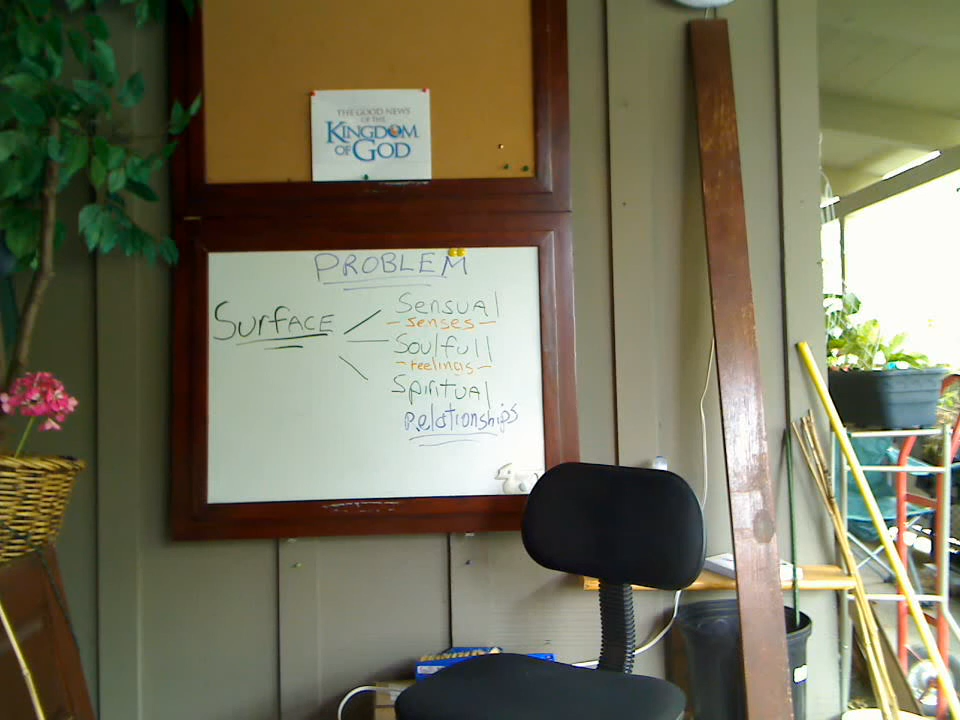 THE GOOD NEWS
OF THE
KINGDOM
OF GOD
PROBLEM
Surface
Sensual
- senses -
Soulfull
- feelings -
Spiritual
Relationships